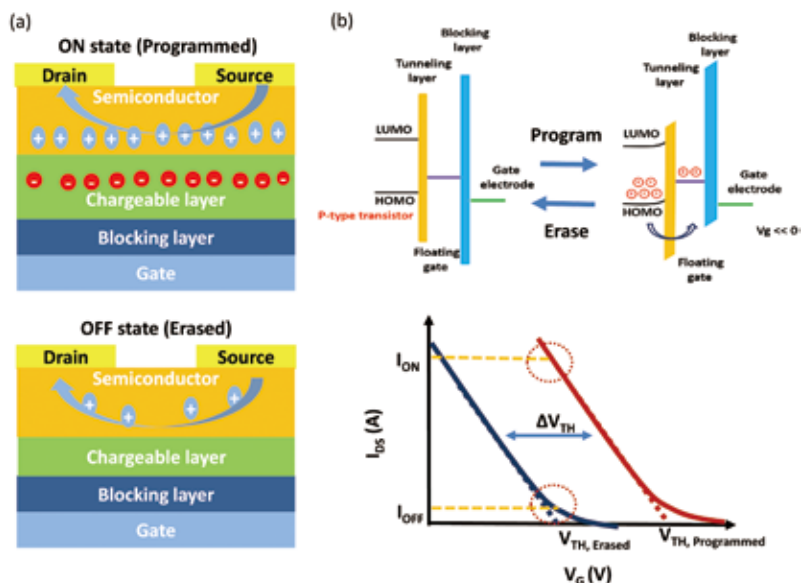 (a)
ON state (Programmed)
Drain
Source
Semiconductor
+ + + + + + + + + +
- - - - - - - - - -
Chargeable layer
Blocking layer
Gate
OFF state (Erased)
Drain
Source
Semiconductor
+ + + +
Chargeable layer
Blocking layer
Gate
(b)
Blocking
layer
Tunneling
layer
LUMO
HOMO
P-type transistor
Gate
electrode
Floating
gate
Program
Erase
Blocking
layer
Tunneling
layer
LUMO
HOMO
Gate
electrode
Vg << 0
Floating
gate
I_DS (A)
I_ON
I_OFF
ΔV_TH
V_TH, Erased
V_TH, Programmed
V_G (V)